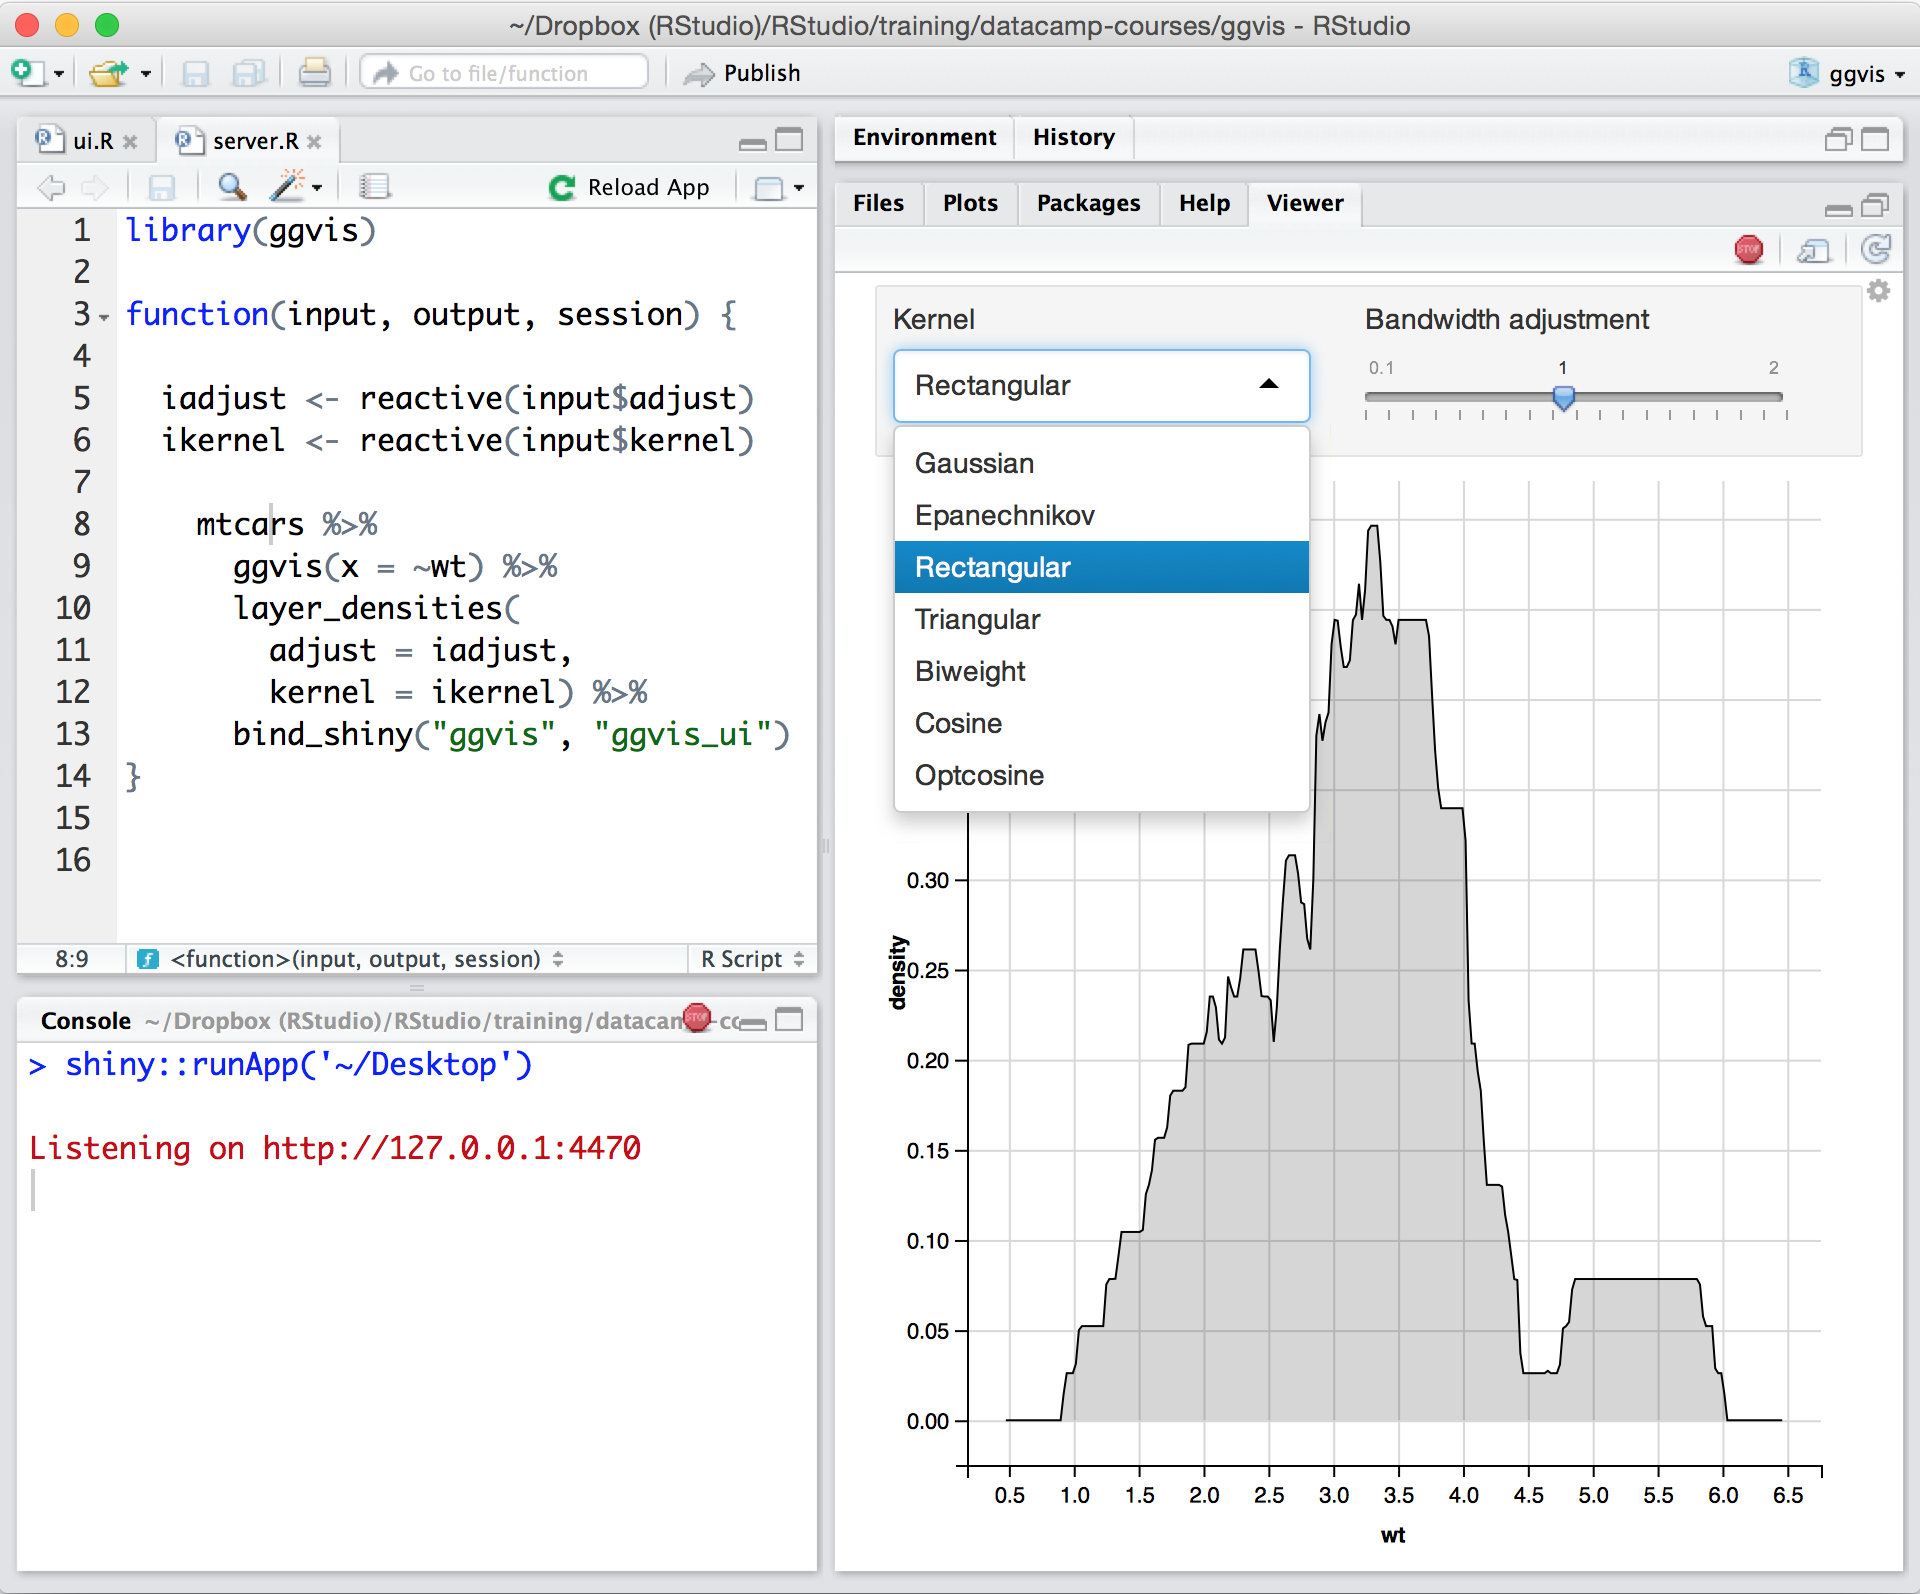 ~/Dropbox (RStudio)/RStudio/training/datacamp-courses/ggvis - RStudio
Go to file/function
Publish
ggvis
ui.R
server.R
Reload App
1 library(ggvis)
2
3 function(input, output, session) {
4
5 iadjust <- reactive(input$adjust)
6 ikernel <- reactive(input$kernel)
7
8 mtcars %>%
9 ggvis(x = ~wt) %>%
10 layer_densities(
11 adjust = iadjust,
12 kernel = ikernel) %>%
13 bind_shiny("ggvis", "ggvis_ui")
14 }
15
16
8:9 <function>(input, output, session) R Script
Console ~/Dropbox (RStudio)/RStudio/training/datacam STOP -co
> shiny::runApp('~/Desktop')
Listening on http://127.0.0.1:4470
Environment History
Files Plots Packages Help Viewer
STOP
Kernel
Rectangular
Gaussian
Epanechnikov
Rectangular
Triangular
Biweight
Cosine
Optcosine
Bandwidth adjustment
0.1 1 2
density
0.30
0.25
0.20
0.15
0.10
0.05
0.00
0.5 1.0 1.5 2.0 2.5 3.0 3.5 4.0 4.5 5.0 5.5 6.0 6.5
wt